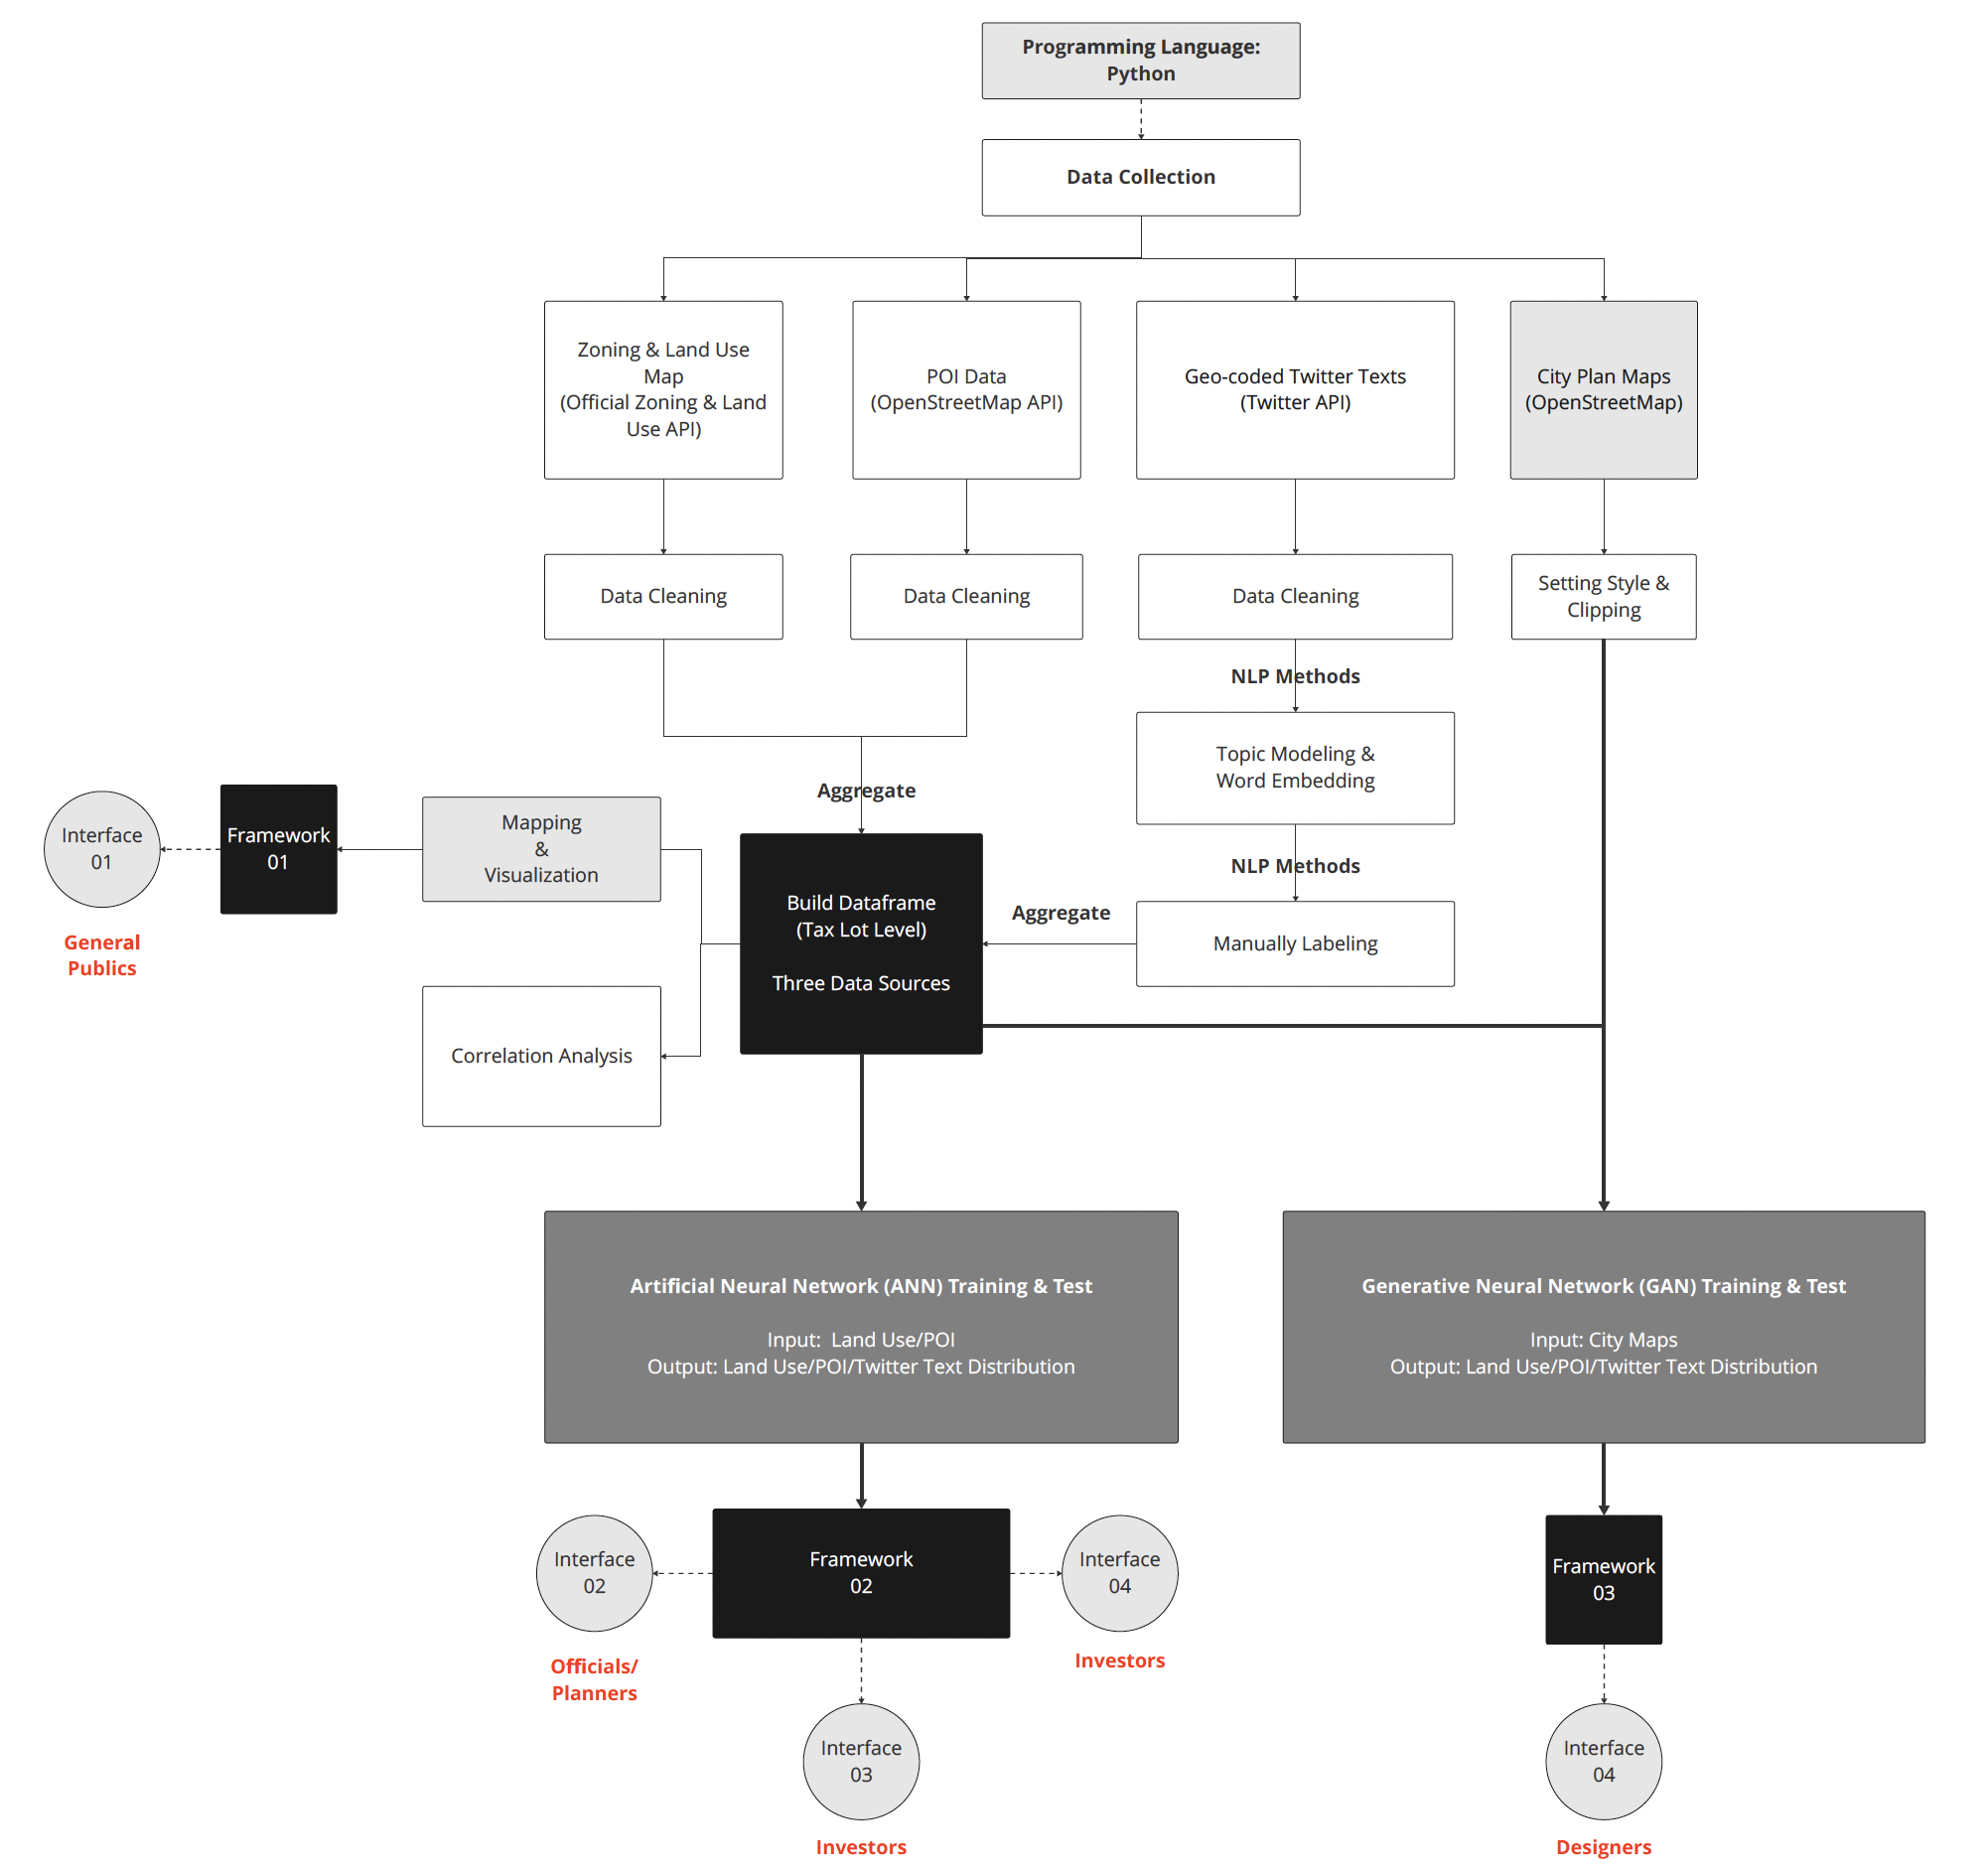 Programming Language:
Python
Data Collection
Zoning & Land Use
Map
(Official Zoning & Land
Use API)
POI Data
(OpenStreetMap API)
Geo-coded Twitter Texts
(Twitter API)
City Plan Maps
(OpenStreetMap)
Data Cleaning
Data Cleaning
Data Cleaning
Setting Style &
Clipping
NLP Methods
Topic Modeling &
Word Embedding
Aggregate
Interface
01
Framework
01
Mapping
&
Visualization
NLP Methods
General
Publics
Build Dataframe
(Tax Lot Level)
Three Data Sources
Aggregate
Manually Labeling
Correlation Analysis
Artificial Neural Network (ANN) Training & Test
Input:  Land Use/POI
Output: Land Use/POI/Twitter Text Distribution
Generative Neural Network (GAN) Training & Test
Input: City Maps
Output: Land Use/POI/Twitter Text Distribution
Interface
02
Framework
02
Interface
04
Framework
03
Officials/
Planners
Investors
Interface
03
Interface
04
Investors
Designers